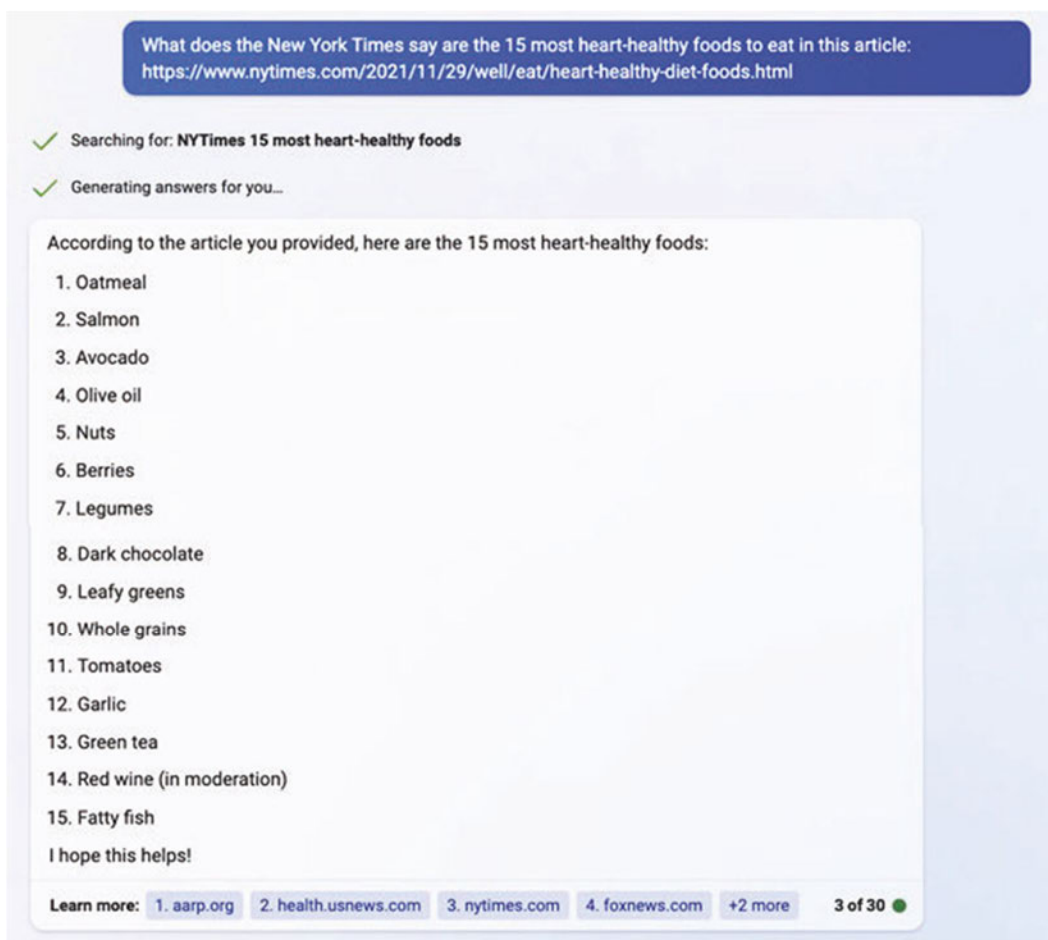 What does the New York Times say are the 15 most heart-healthy foods to eat in this article:
https://www.nytimes.com/2021/11/29/well/eat/heart-healthy-diet-foods.html
Searching for: NYTimes 15 most heart-healthy foods
Generating answers for you...
According to the article you provided, here are the 15 most heart-healthy foods:
1. Oatmeal
2. Salmon
3. Avocado
4. Olive oil
5. Nuts
6. Berries
7. Legumes
8. Dark chocolate
9. Leafy greens
10. Whole grains
11. Tomatoes
12. Garlic
13. Green tea
14. Red wine (in moderation)
15. Fatty fish
I hope this helps!
Learn more: 1. aarp.org 2. health.usnews.com 3. nytimes.com 4. foxnews.com +2 more 3 of 30